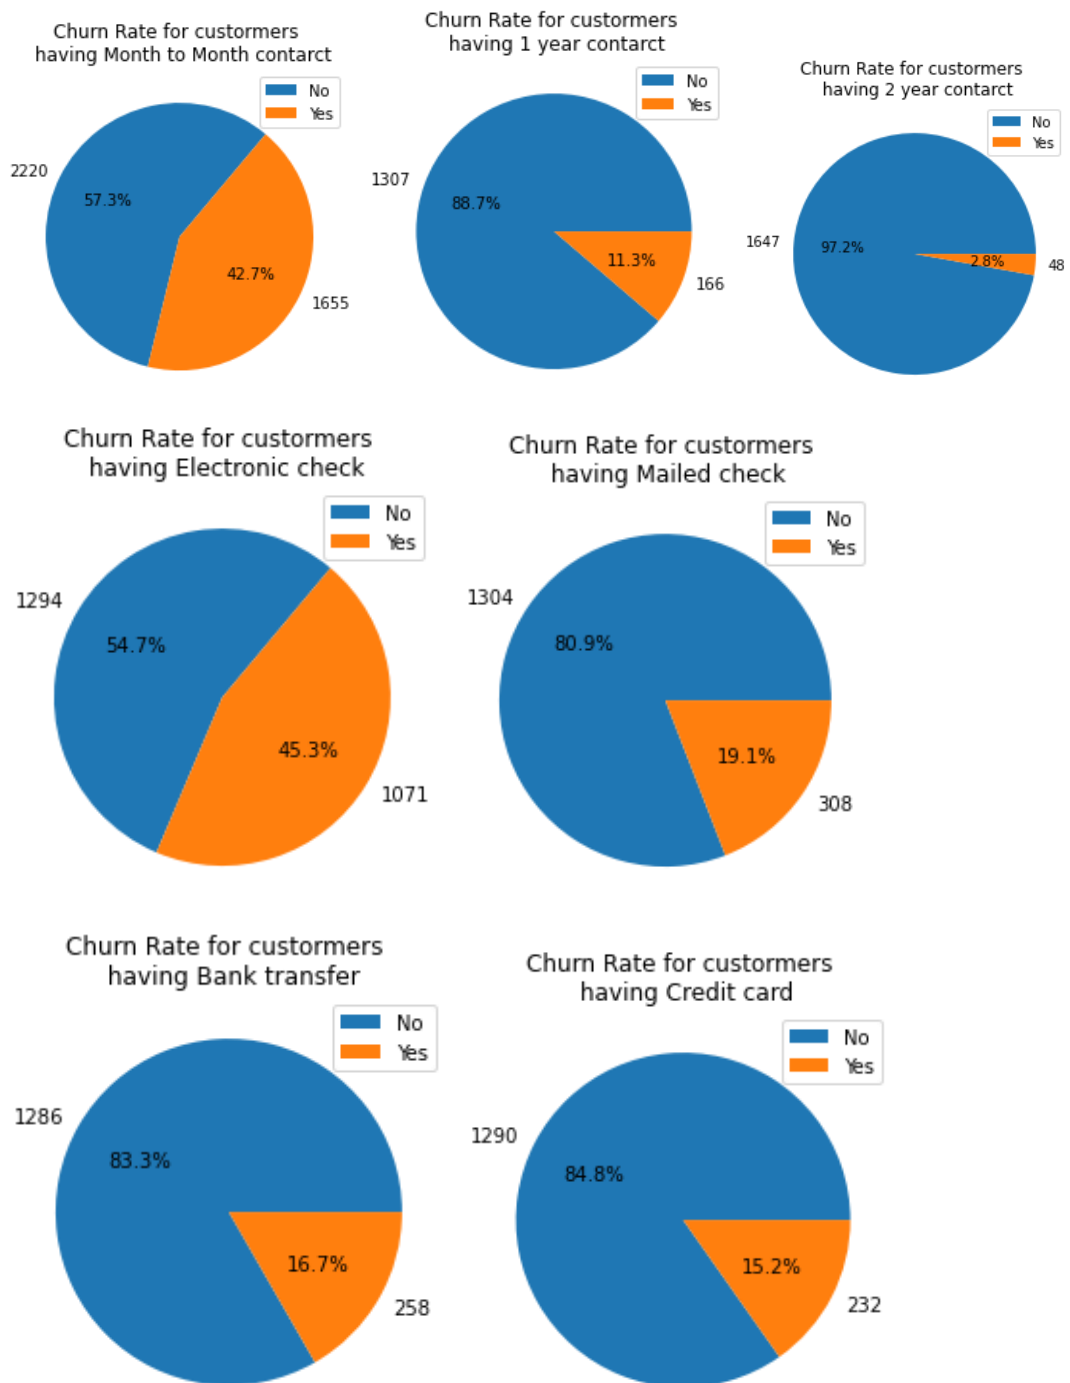 Churn Rate for custormers
having Month to Month contarct
No
Yes
2220
57.3%
42.7%
1655
Churn Rate for custormers
having 1 year contarct
No
Yes
1307
88.7%
11.3%
166
Churn Rate for custormers
having 2 year contarct
No
Yes
1647
97.2%
2.8%
48
Churn Rate for custormers
having Electronic check
No
Yes
1294
54.7%
45.3%
1071
Churn Rate for custormers
having Mailed check
No
Yes
1304
80.9%
19.1%
308
Churn Rate for custormers
having Bank transfer
No
Yes
1286
83.3%
16.7%
258
Churn Rate for custormers
having Credit card
No
Yes
1290
84.8%
15.2%
232